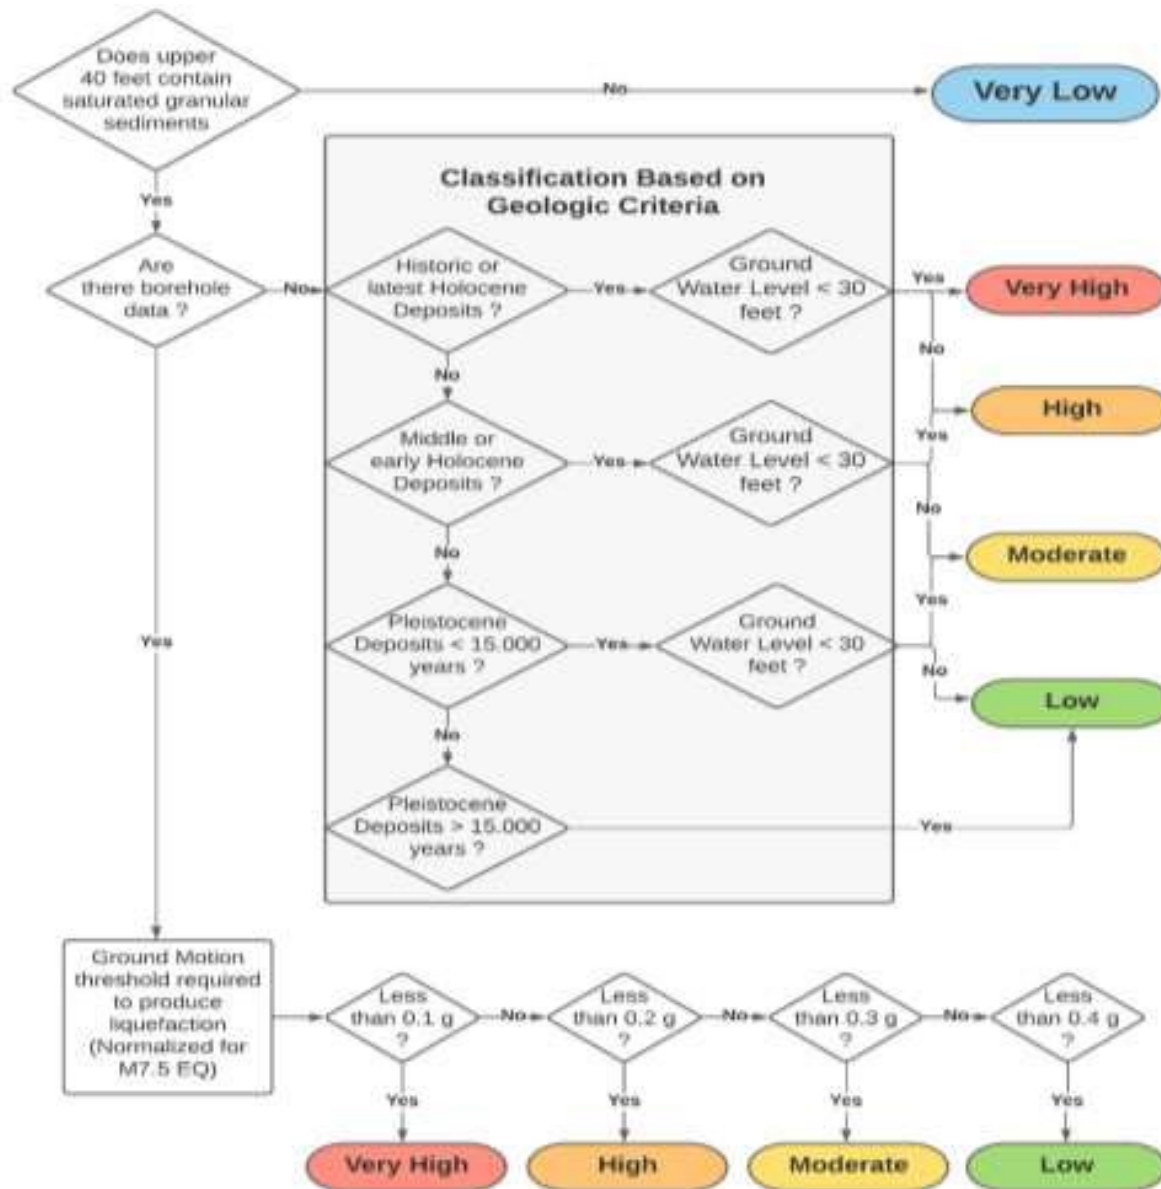 Does upper
40 feet contain
saturated granular
sediments
No
Very Low
Yes
Classification Based on
Geologic Criteria
Are
there borehole
data ?
No
Historic or
latest Holocene
Deposits ?
Yes
Ground
Water Level < 30
feet ?
Yes
Very High
No
No
High
Middle or
early Holocene
Deposits ?
Yes
Ground
Water Level < 30
feet ?
Yes
No
No
Moderate
Yes
Pleistocene
Deposits < 15.000
years ?
Yes
Ground
Water Level < 30
feet ?
Yes
No
Low
No
Pleistocene
Deposits > 15.000
years ?
Yes
Ground Motion
threshold required
to produce
liquefaction
(Normalized for
M7.5 EQ)
Less
than 0.1 g
?
No
Less
than 0.2 g
?
No
Less
than 0.3 g
?
No
Less
than 0.4 g
?
Yes
Yes
Yes
Yes
Very High
High
Moderate
Low